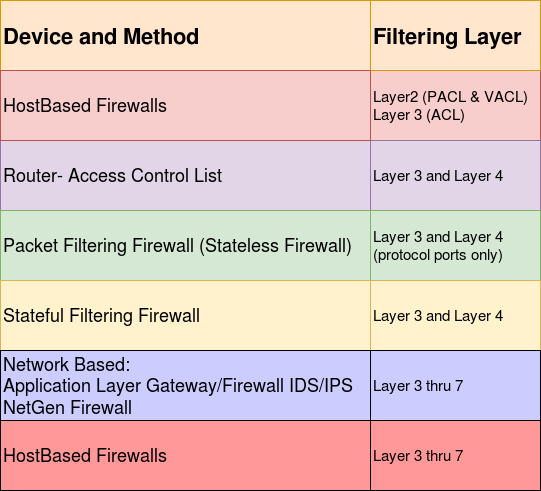 Device and Method
Filtering Layer
HostBased Firewalls
Layer2 (PACL & VACL)
Layer 3 (ACL)
Router- Access Control List
Layer 3 and Layer 4
Packet Filtering Firewall (Stateless Firewall)
Layer 3 and Layer 4
(protocol ports only)
Stateful Filtering Firewall
Layer 3 and Layer 4
Network Based:
Application Layer Gateway/Firewall IDS/IPS
NetGen Firewall
Layer 3 thru 7
HostBased Firewalls
Layer 3 thru 7